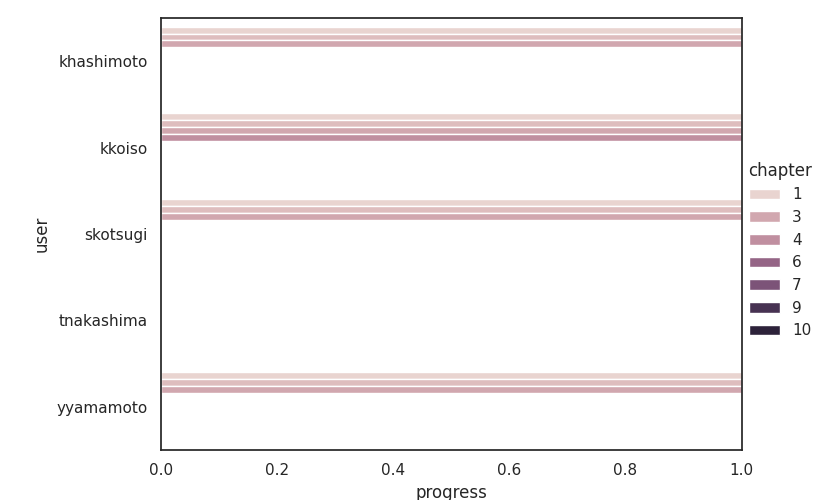 khashimoto
kkoiso
skotsugi
tnakashima
yyamamoto
user
0.0 0.2 0.4 0.6 0.8 1.0
progress
chapter
1
3
4
6
7
9
10